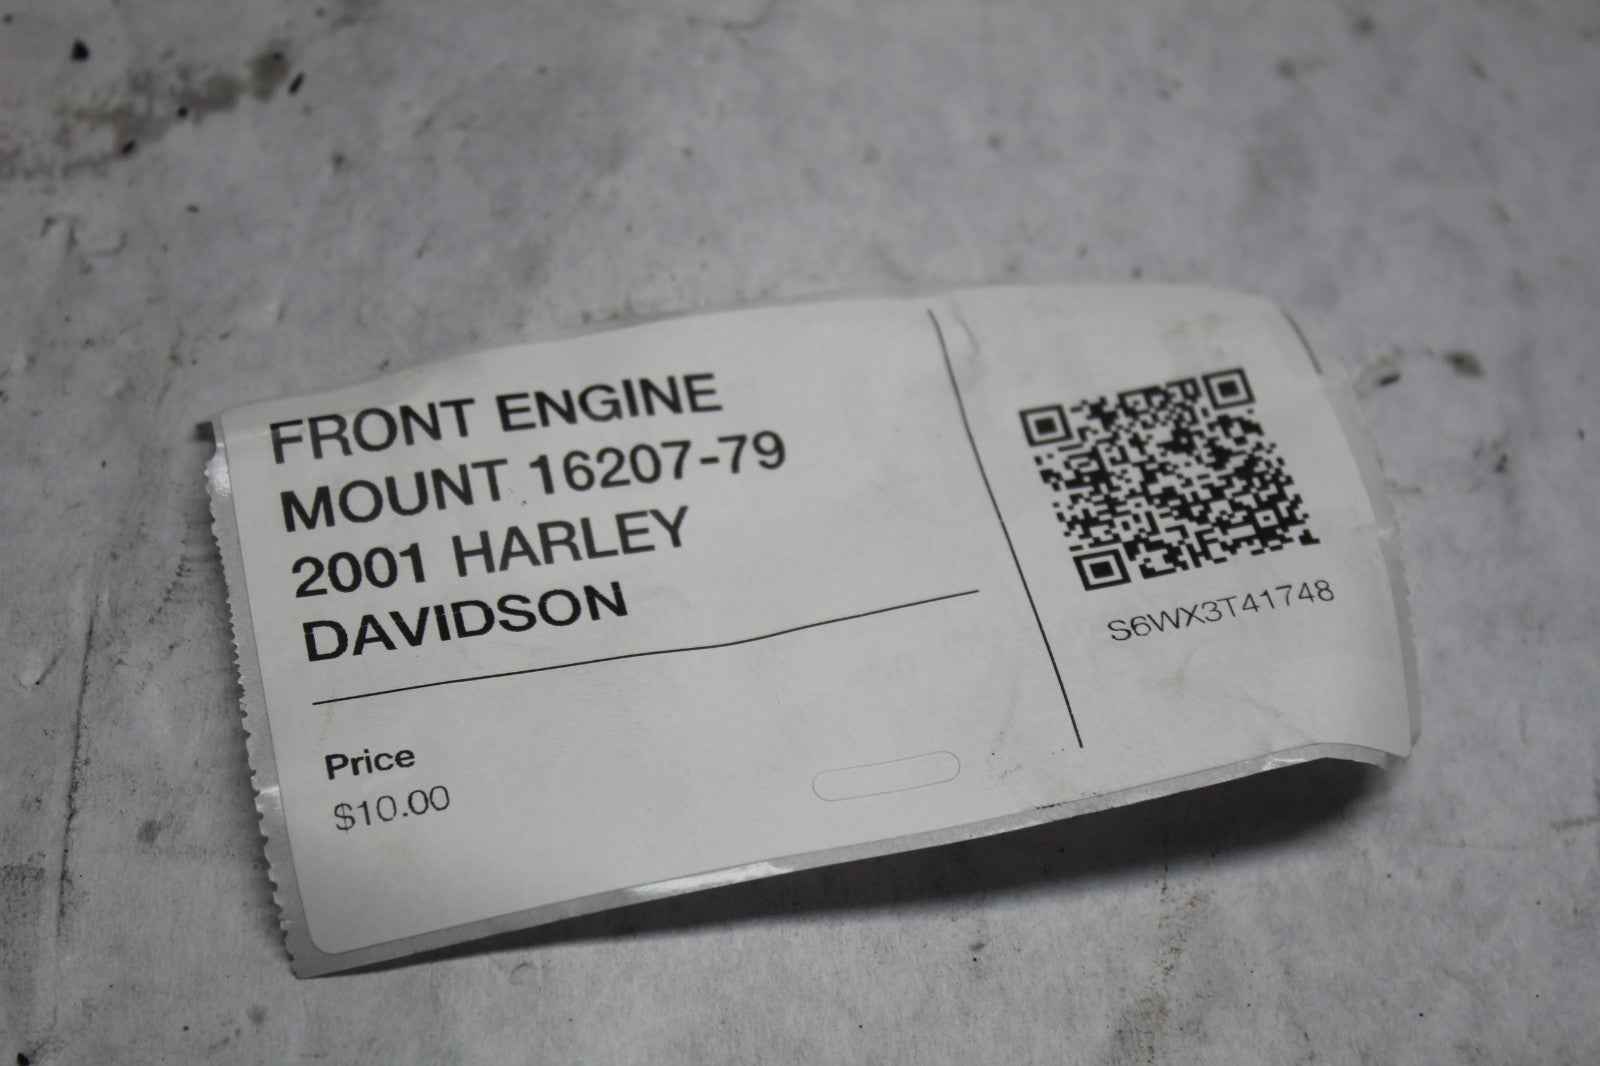 FRONT ENGINE
MOUNT 16207-79
2001 HARLEY
DAVIDSON
Price
$10.00
S6WX3T41748